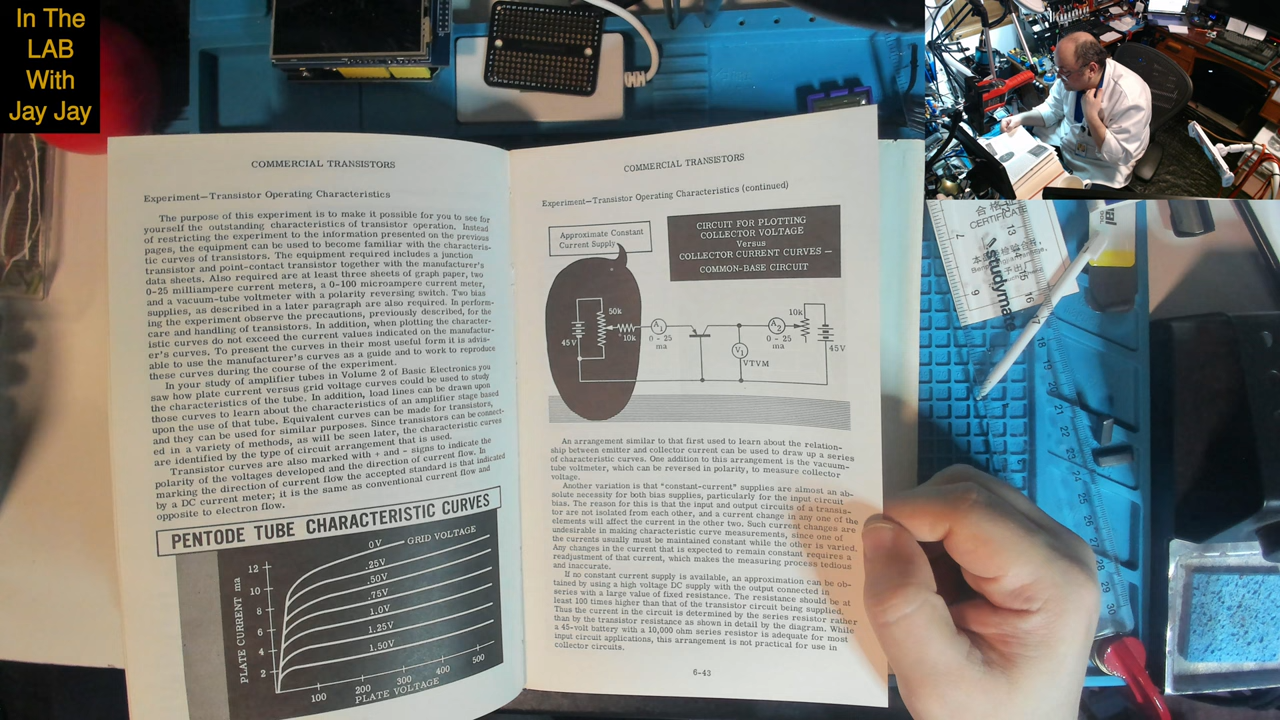 In The
LAB
With
Jay Jay
COMMERCIAL TRANSISTORS
Experiment—Transistor Operating Characteristics
The purpose of this experiment is to make it possible for you to see for
yourself the outstanding characteristics of transistor operation. Instead
of restricting the experiment to the information presented on the previous
pages, the equipment can be used to become familiar with the characteris-
tic curves of transistors. The equipment required includes a junction
transistor and point-contact transistor together with the manufacturer's
data sheets. Also required are at least three sheets of graph paper, two
0-25 milliampere current meters, a 0-100 microampere current meter,
and a vacuum-tube voltmeter with a polarity reversing switch. Two bias
supplies, as described in a later paragraph are also required. In perform-
ing the experiment observe the precautions, previously described, for the
care and handling of transistors. In addition, when plotting the character-
istic curves do not exceed the current values indicated on the manufactur-
er's curves. To present the curves in their most useful form it is advis-
able to use the manufacturer's curves as a guide and to work to reproduce
these curves during the course of the experiment.
In your study of amplifier tubes in Volume 2 of Basic Electronics you
saw how plate current versus grid voltage curves could be used to study
the characteristics of the tube. In addition, load lines can be drawn upon
those curves to learn about the characteristics of an amplifier stage based
upon the use of that tube. Equivalent curves can be made for transistors,
and they can be used for similar purposes. Since transistors can be connect-
ed in a variety of methods, as will be seen later, the characteristic curves
are identified by the type of circuit arrangement that is used.
Transistor curves are also marked with + and - signs to indicate the
polarity of the voltages developed and the direction of current flow. In
marking the direction of current flow the accepted standard is that indicated
by a DC current meter; it is the same as conventional current flow and
opposite to electron flow.
PENTODE TUBE CHARACTERISTIC CURVES
0V
GRID VOLTAGE
.25V
.50V
.75V
1.0V
1.25V
1.50V
12
10
8
6
4
2
PLATE CURRENT ma
100
200
300
400
500
PLATE VOLTAGE
COMMERCIAL TRANSISTORS
Experiment—Transistor Operating Characteristics (continued)
Approximate Constant
Current Supply
CIRCUIT FOR PLOTTING
COLLECTOR VOLTAGE
Versus
COLLECTOR CURRENT CURVES —
COMMON-BASE CIRCUIT
50k
10k
45V
A1
0 - 25
ma
V1
VTVM
A2
0 - 25
ma
10k
45V
An arrangement similar to that first used to learn about the relation-
ship between emitter and collector current can be used to draw up a series
of characteristic curves. One addition to this arrangement is the vacuum-
tube voltmeter, which can be reversed in polarity, to measure collector
voltage.
Another variation is that "constant-current" supplies are almost an ab-
solute necessity for both bias supplies, particularly for the input circuit
bias. The reason for this is that the input and output circuits of a transis-
tor are not isolated from each other, and a current change in any one of the
elements will affect the current in the other two. Such current changes are
undesirable in making characteristic curve measurements, since one of
the currents usually must be maintained constant while the other is varied.
Any changes in the current that is expected to remain constant requires a
readjustment of that current, which makes the measuring process tedious
and inaccurate.
If no constant current supply is available, an approximation can be ob-
tained by using a high voltage DC supply with the output connected in
series with a large value of fixed resistance. The resistance should be at
least 100 times higher than that of the transistor circuit being supplied.
Thus the current in the circuit is determined by the series resistor rather
than by the transistor resistance as shown in detail by the diagram. While
a 45-volt battery with a 10,000 ohm series resistor is adequate for most
input circuit applications, this arrangement is not practical for use in
collector circuits.
6-43
CERTIFICATE
studymate